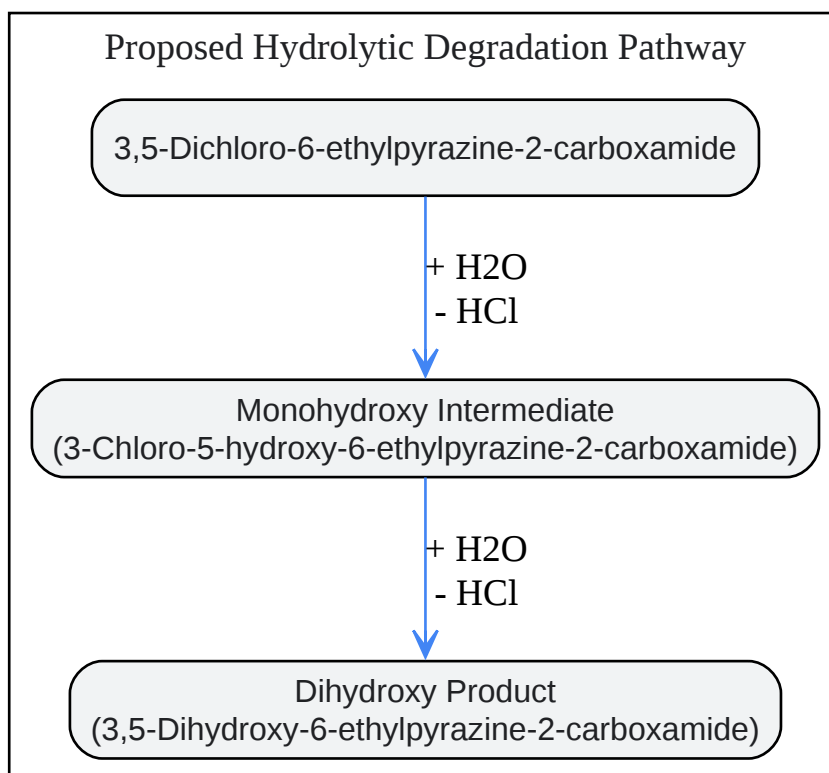 Proposed Hydrolytic Degradation Pathway
3,5-Dichloro-6-ethylpyrazine-2-carboxamide
+ H2O
- HCl
Monohydroxy Intermediate
(3-Chloro-5-hydroxy-6-ethylpyrazine-2-carboxamide)
+ H2O
- HCl
Dihydroxy Product
(3,5-Dihydroxy-6-ethylpyrazine-2-carboxamide)